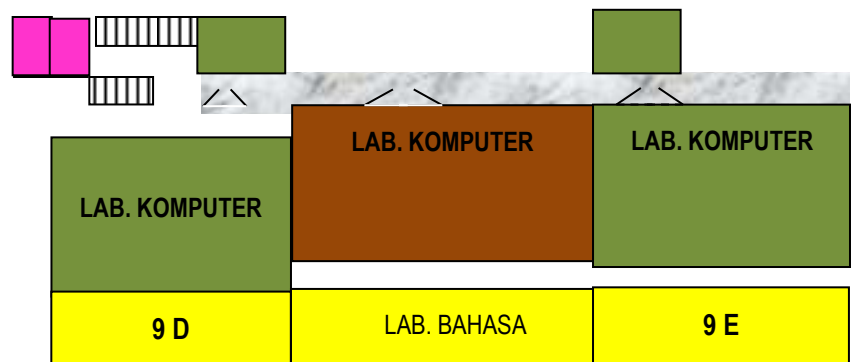 LAB. KOMPUTER
LAB. KOMPUTER
LAB. KOMPUTER
9 D
LAB. BAHASA
9 E